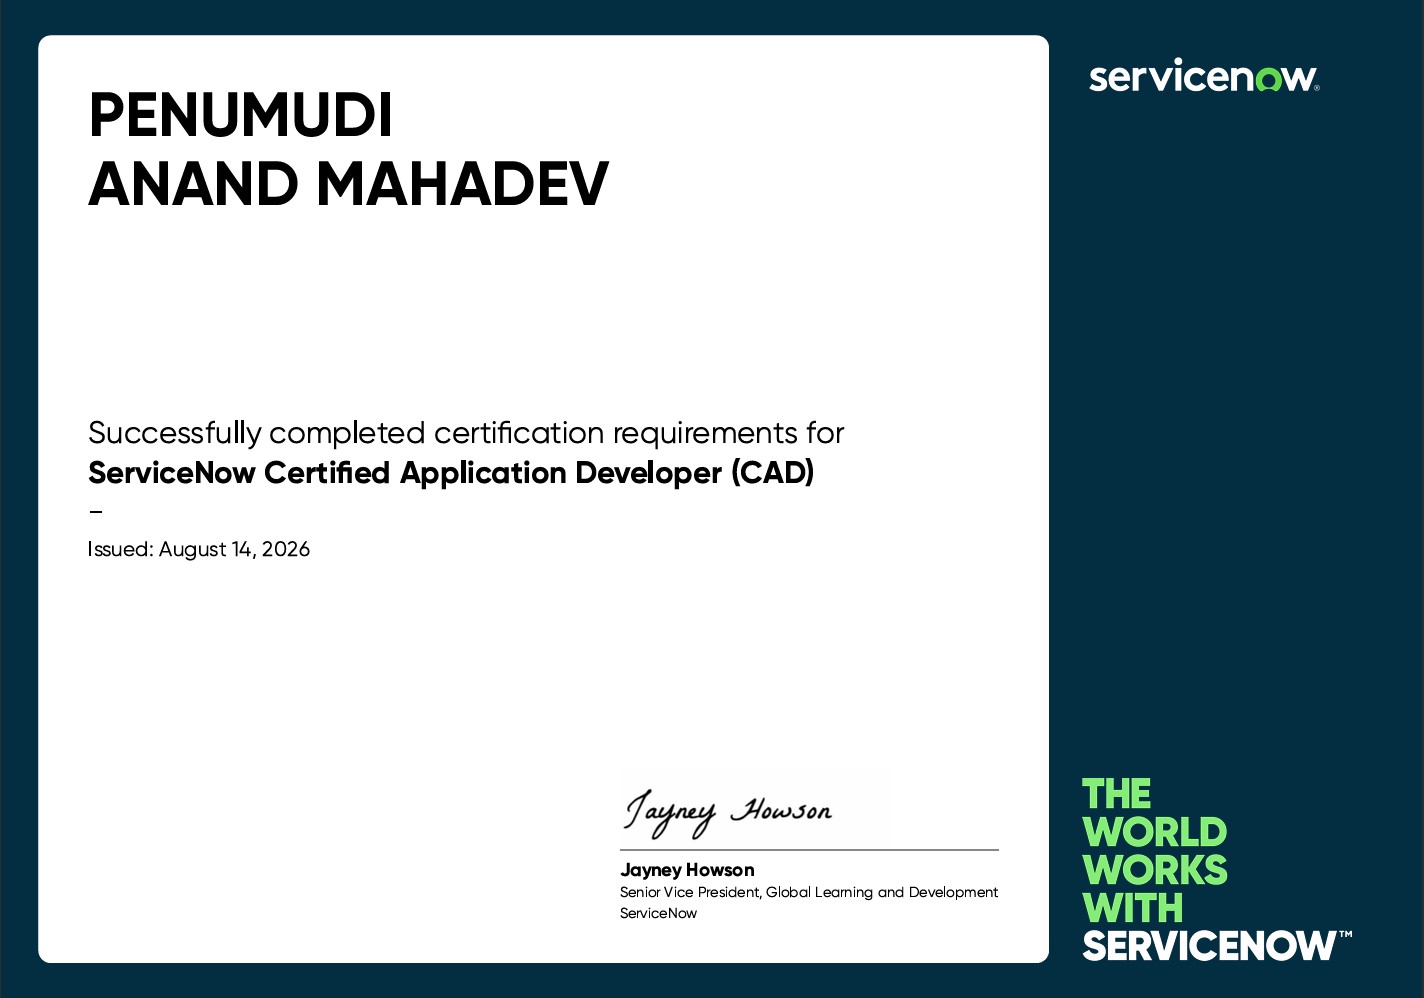 PENUMUDI
ANAND MAHADEV
servicenow®
Successfully completed certification requirements for
ServiceNow Certified Application Developer (CAD)
–
Issued: August 14, 2026
Jayney Howson
Jayney Howson
Senior Vice President, Global Learning and Development
ServiceNow
THE
WORLD
WORKS
WITH
SERVICENOW™